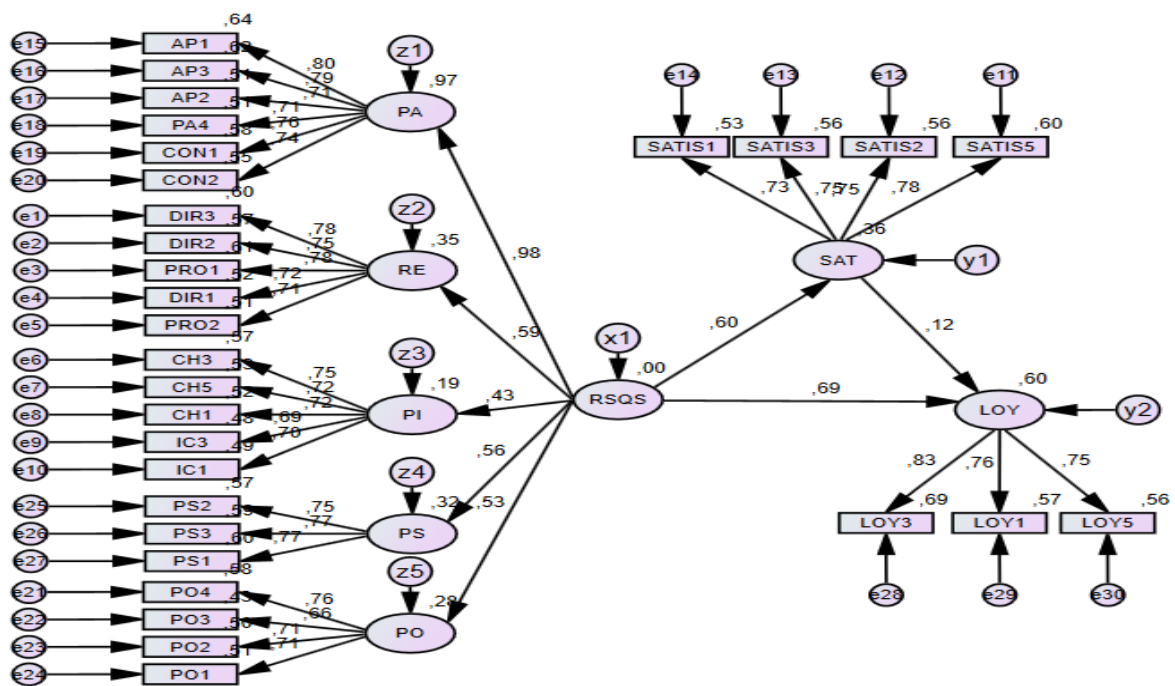 ,64
e15 AP1
,62
e16 AP3
,51
e17 AP2
,51
e18 PA4
,58
e19 CON1
,55
e20 CON2
,80
,79
,71
,71
,76
,74
z1
,97
PA
,60
e1 DIR3
,57
e2 DIR2
,61
e3 PRO1
,52
e4 DIR1
,51
e5 PRO2
,78
,75
,78
,72
,71
z2
,35
RE
,57
e6 CH3
e7 CH5
,52
e8 CH1
,48
e9 IC3
,49
e10 IC1
,75
,72
,72
,69
,70
z3
,19
PI
,57
e25 PS2
,59
e26 PS3
,60
e27 PS1
,75
,77
,77
z4
,32
PS
,58
e21 PO4
,43
e22 PO3
e23 PO2
,51
e24 PO1
,76
,66
,71
,71
z5
,28
PO
,98
,59
,43
,56
,53
x1
,00
RSQS
,60
,69
e14 e13 e12 e11
,53 ,56 ,56 ,60
SATIS1 SATIS3 SATIS2 SATIS5
,73 ,75 ,75 ,78
,36
SAT y1
,12
,60
LOY y2
,83 ,76 ,75
,69 ,57 ,56
LOY3 LOY1 LOY5
e28 e29 e30